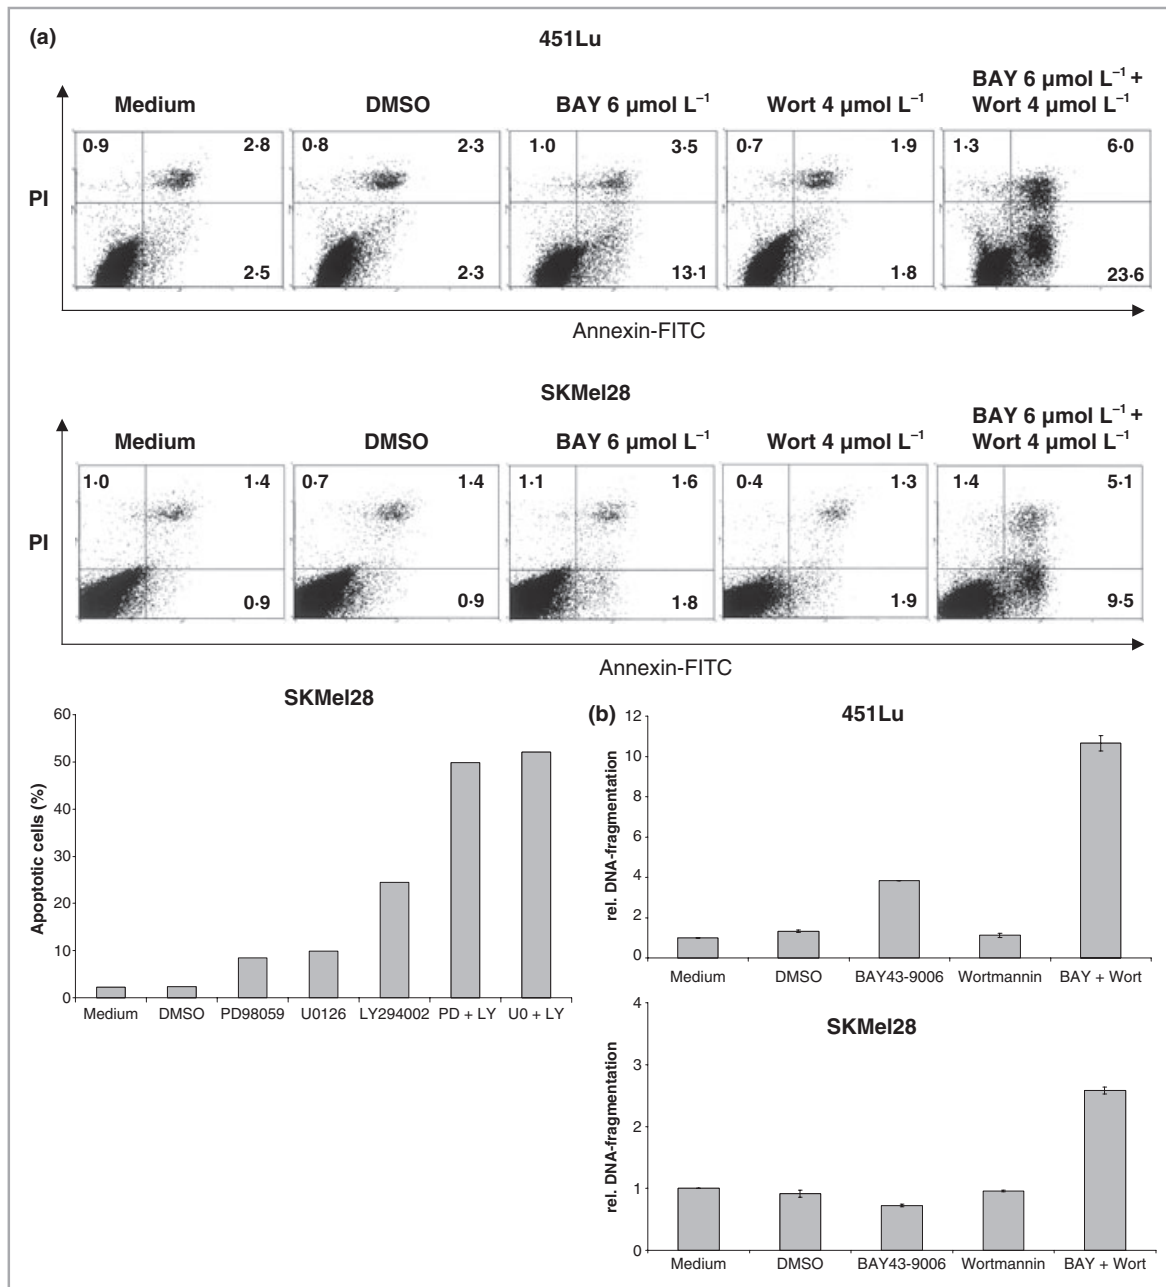 (a)
451Lu
Medium
DMSO
BAY 6 µmol L⁻¹
Wort 4 µmol L⁻¹
BAY 6 µmol L⁻¹ +
Wort 4 µmol L⁻¹
PI
0·9 2·8
2·5
0·8 2·3
2·3
1·0 3·5
13·1
0·7 1·9
1·8
1·3 6·0
23·6
Annexin-FITC
SKMel28
Medium
DMSO
BAY 6 µmol L⁻¹
Wort 4 µmol L⁻¹
BAY 6 µmol L⁻¹ +
Wort 4 µmol L⁻¹
PI
1·0 1·4
0·9
0·7 1·4
0·9
1·1 1·6
1·8
0·4 1·3
1·9
1·4 5·1
9·5
Annexin-FITC
SKMel28
Apoptotic cells (%)
60
50
40
30
20
10
0
Medium DMSO PD98059 U0126 LY294002 PD + LY U0 + LY
(b)
451Lu
rel. DNA-fragmentation
12
10
8
6
4
2
0
Medium DMSO BAY43-9006 Wortmannin BAY + Wort
SKMel28
rel. DNA-fragmentation
4
3
2
1
0
Medium DMSO BAY43-9006 Wortmannin BAY + Wort